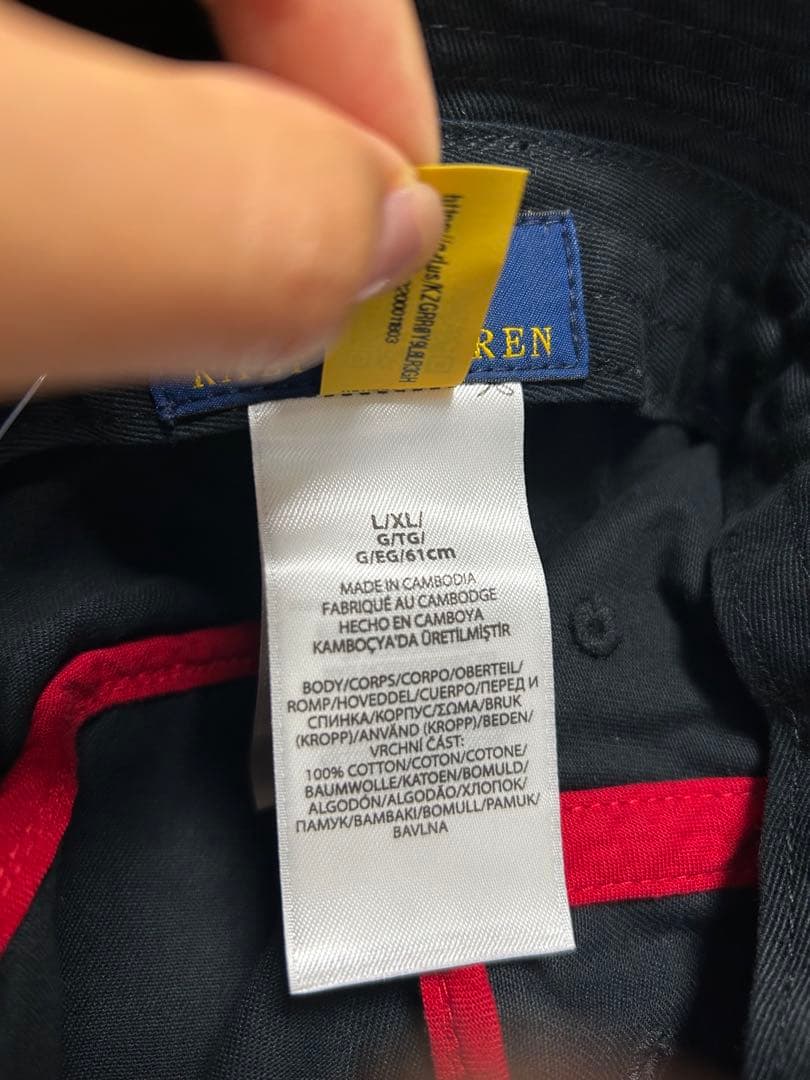 REN
L/XL/
G/TG/
G/EG/61cm
MADE IN CAMBODIA
FABRIQUÉ AU CAMBODGE
HECHO EN CAMBOYA
KAMBOÇYA'DA ÜRETİLMİŞTİR
BODY/CORPS/CORPO/OBERTEIL/
ROMP/HOVEDDEL/CUERPO/ПЕРЕД И
СПИНКА/КОРПУС/ΣΩΜΑ/BRUK
(KROPP)/ANVÄND (KROPP)/BEDEN/
VRCHNÍ ČÁST:
100% COTTON/COTON/COTONE/
BAUMWOLLE/KATOEN/BOMULD/
ALGODÓN/ALGODÃO/ХЛОПОК/
ПАМУК/BAMBAKI/BOMULL/PAMUK/
BAVLNA